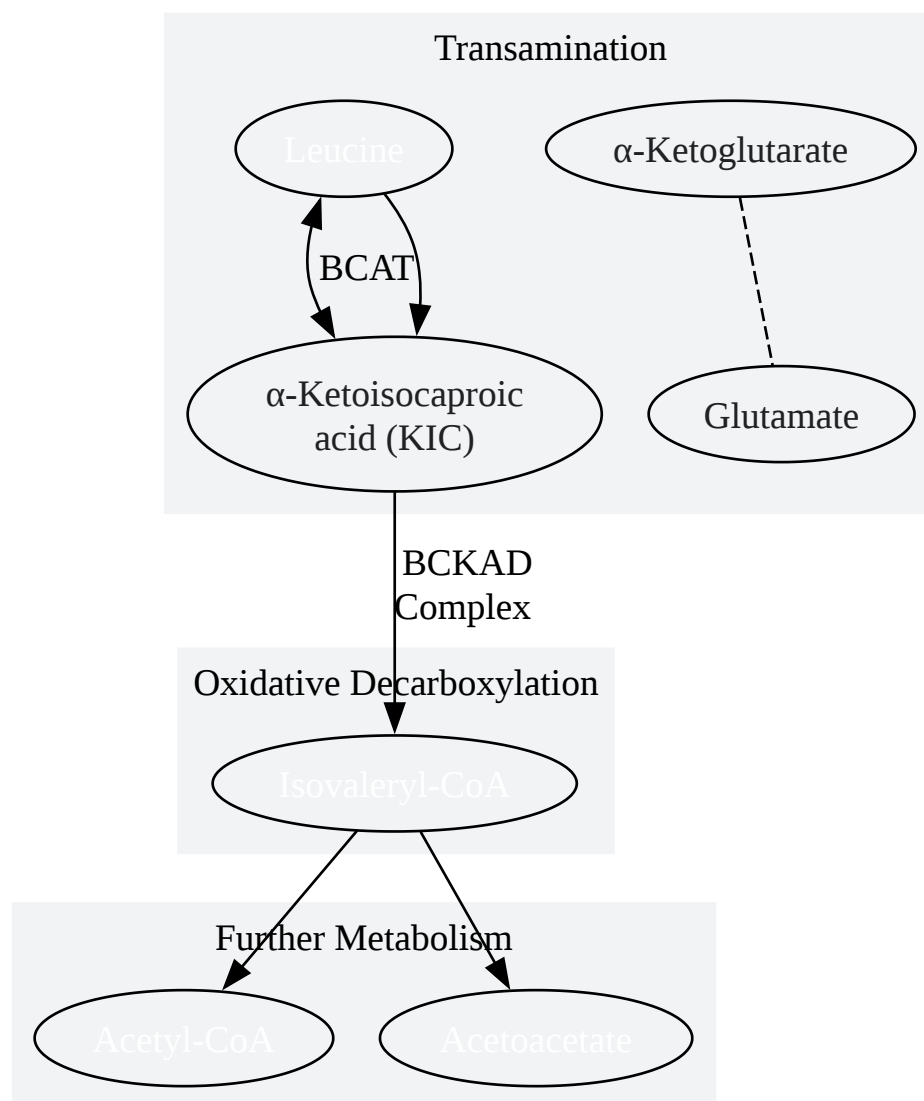 Transamination
Leucine
α-Ketoglutarate
BCAT
α-Ketoisocaproic
acid (KIC)
Glutamate
BCKAD
Complex
Oxidative Decarboxylation
Isovaleryl-CoA
Further Metabolism
Acetyl-CoA
Acetoacetate